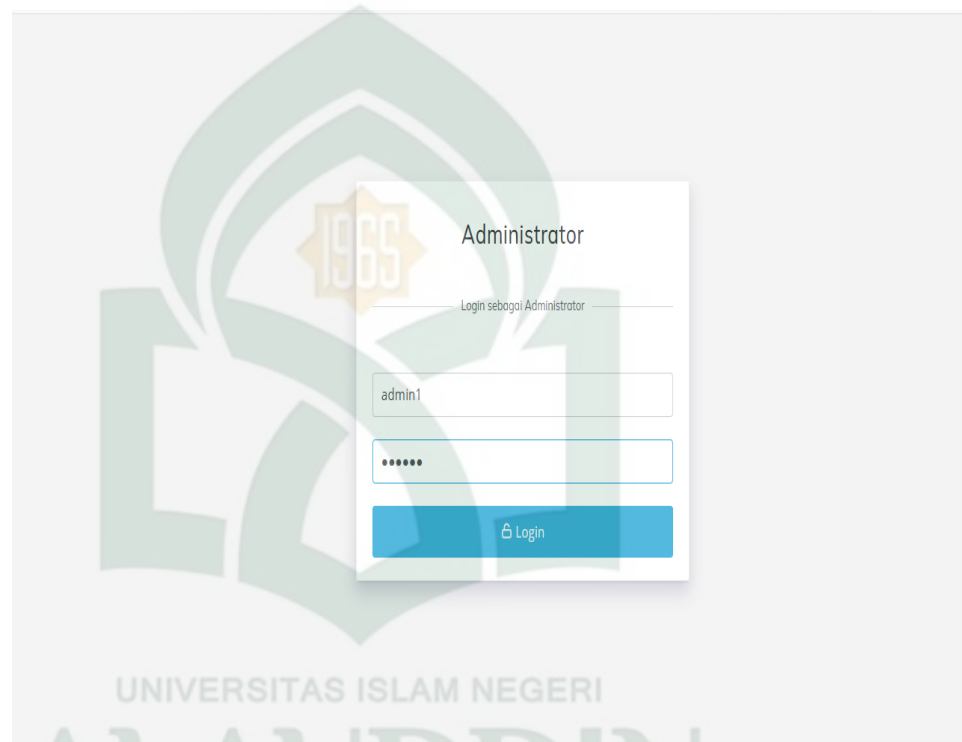 1965
Administrator
Login sebagai Administrator
admin1
••••••
Login
UNIVERSITAS ISLAM NEGERI